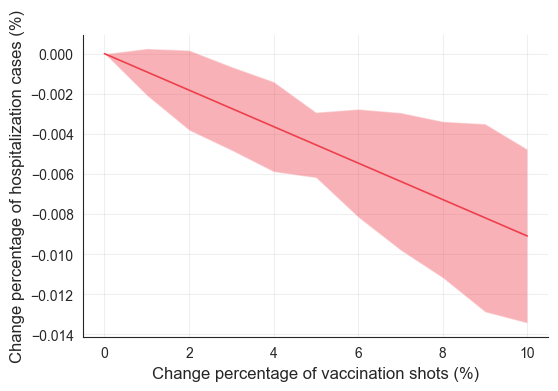 Change percentage of hospitalization cases (%)
0.000
−0.002
−0.004
−0.006
−0.008
−0.010
−0.012
−0.014
0 2 4 6 8 10
Change percentage of vaccination shots (%)